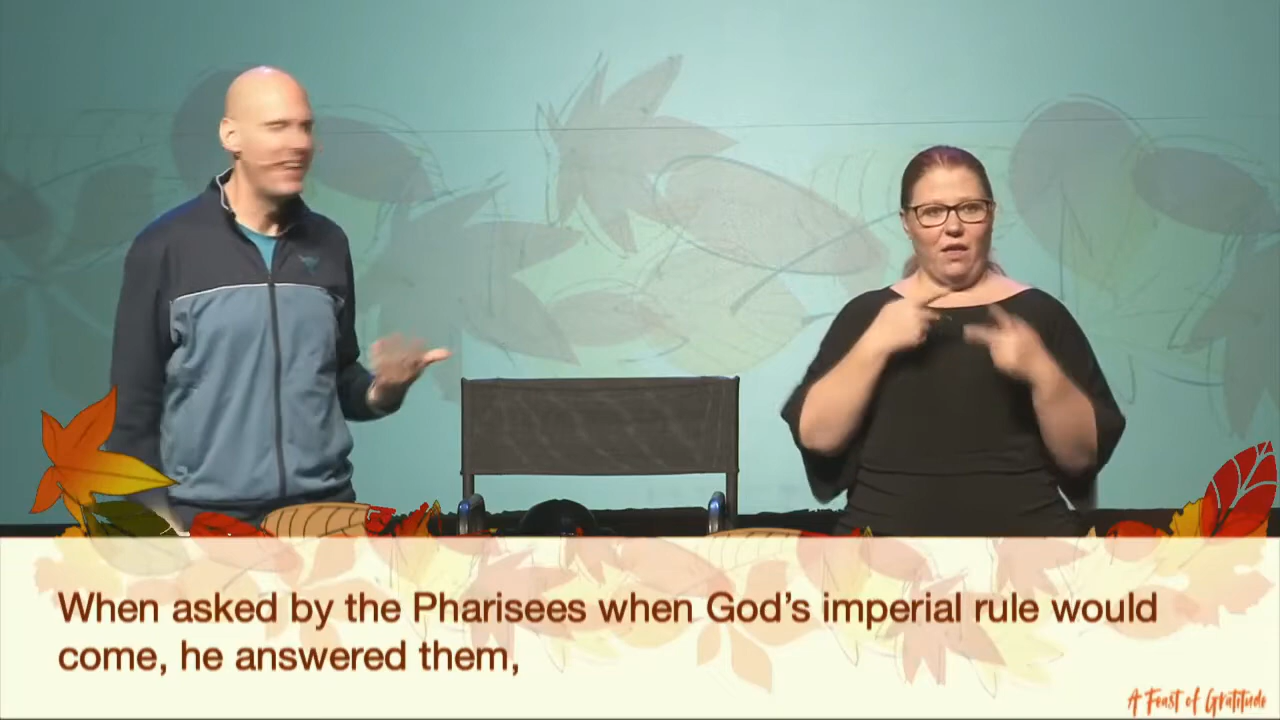 When asked by the Pharisees when God’s imperial rule would
come, he answered them,
A Feast of Gratitude